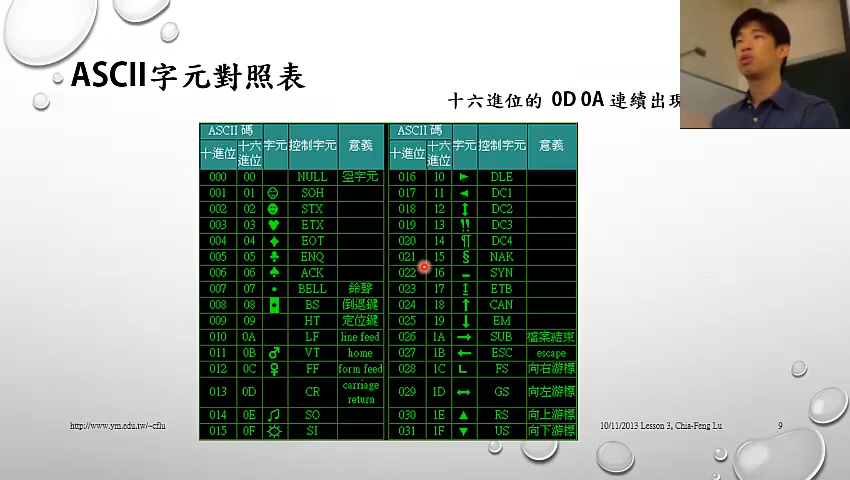 ASCII字元對照表
十六進位的 0D 0A 連續出現
ASCII 碼 字元 控制字元 意義 ASCII 碼 字元 控制字元 意義
十進位 十六進位 十進位 十六進位
000 00 NULL 空字元 016 10 ► DLE
001 01 ☺ SOH 017 11 ◄ DC1
002 02 ☻ STX 018 12 ↕ DC2
003 03 ♥ ETX 019 13 ‼ DC3
004 04 ♦ EOT 020 14 ¶ DC4
005 05 ♣ ENQ 021 15 § NAK
006 06 ♠ ACK 022 16 ▬ SYN
007 07 • BELL 鈴聲 023 17 ↨ ETB
008 08 ◘ BS 倒退鍵 024 18 ↑ CAN
009 09 HT 定位鍵 025 19 ↓ EM
010 0A LF line feed 026 1A → SUB 檔案結束
011 0B ♂ VT home 027 1B ← ESC escape
012 0C ♀ FF form feed 028 1C ∟ FS 向右游標
013 0D CR carriage return 029 1D ↔ GS 向左游標
014 0E ♫ SO 030 1E ▲ RS 向上游標
015 0F ☼ SI 031 1F ▼ US 向下游標
http://www.ym.edu.tw/~cflu 10/11/2013 Lesson 3, Chia-Feng Lu 9